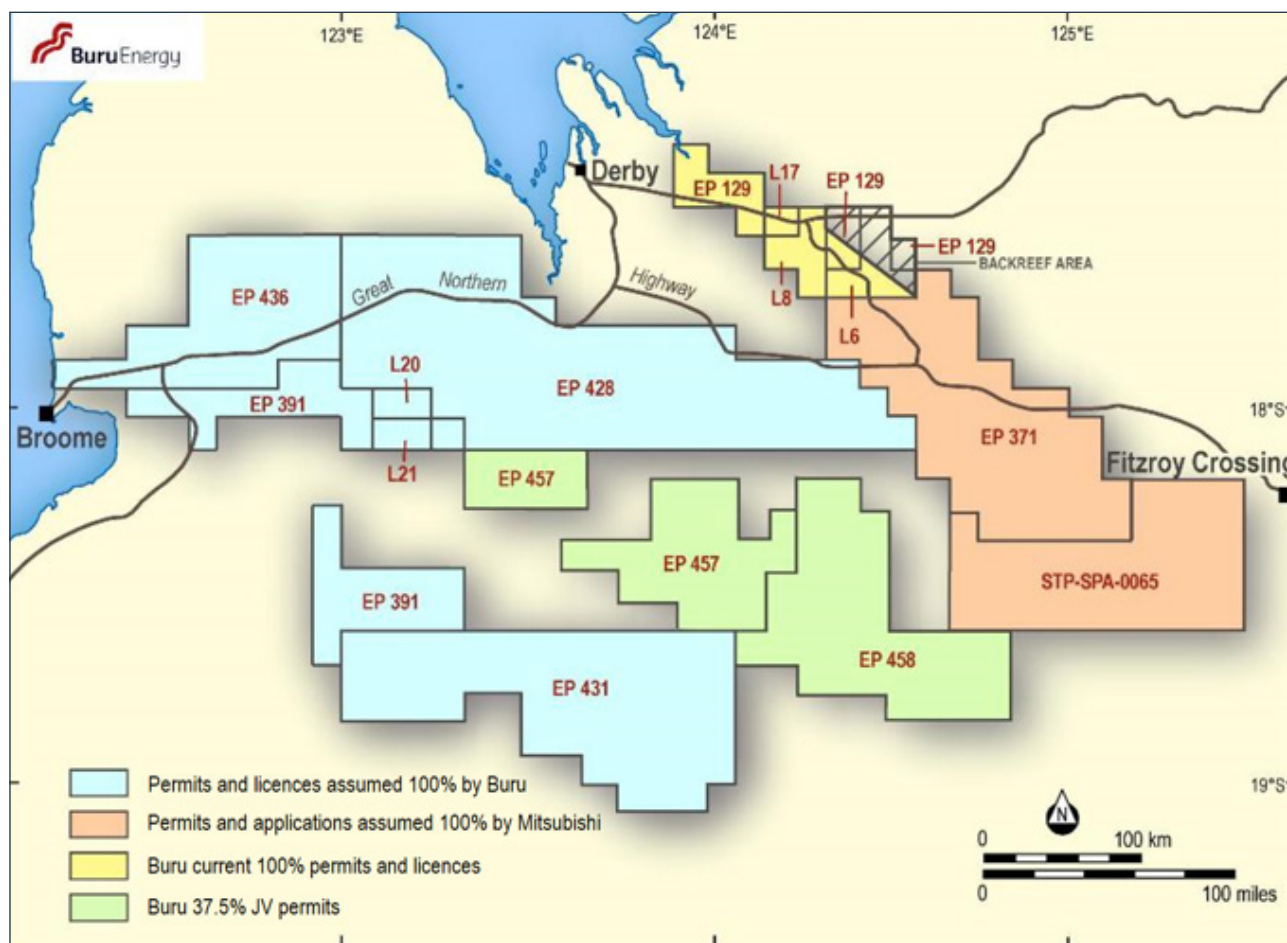 BuruEnergy
123°E
124°E
125°E
Derby
L17
EP 129
EP 129
EP 129
BACKREEF AREA
L8
L6
EP 436
Great Northern Highway
L20
EP 428
EP 391
18°S
Broome
L21
EP 371
Fitzroy Crossing
EP 457
EP 457
STP-SPA-0065
EP 391
EP 458
EP 431
19°S
Permits and licences assumed 100% by Buru
Permits and applications assumed 100% by Mitsubishi
Buru current 100% permits and licences
Buru 37.5% JV permits
N
0 100 km
0 100 miles